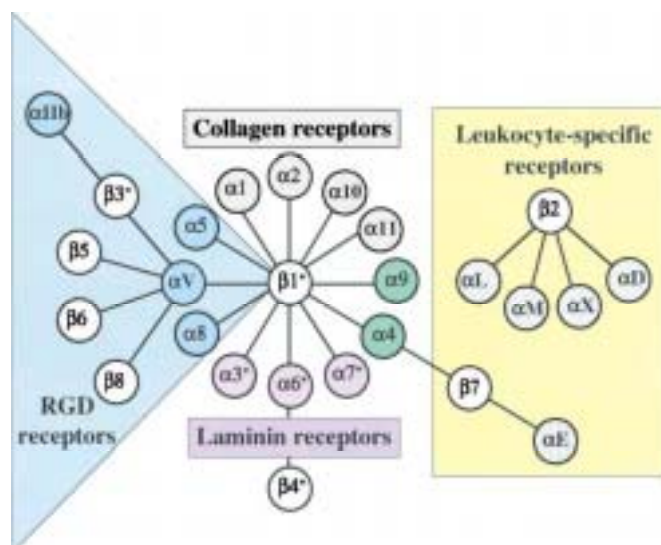 α11b
Collagen receptors
Leukocyte-specific
receptors
α1
α2
α10
α11
β3*
α5
β2
β5
αV
β1*
α9
αL
αM
αX
αD
β6
α8
α4
β8
α3*
α6*
α7*
β7
RGD
receptors
Laminin receptors
αE
β4*